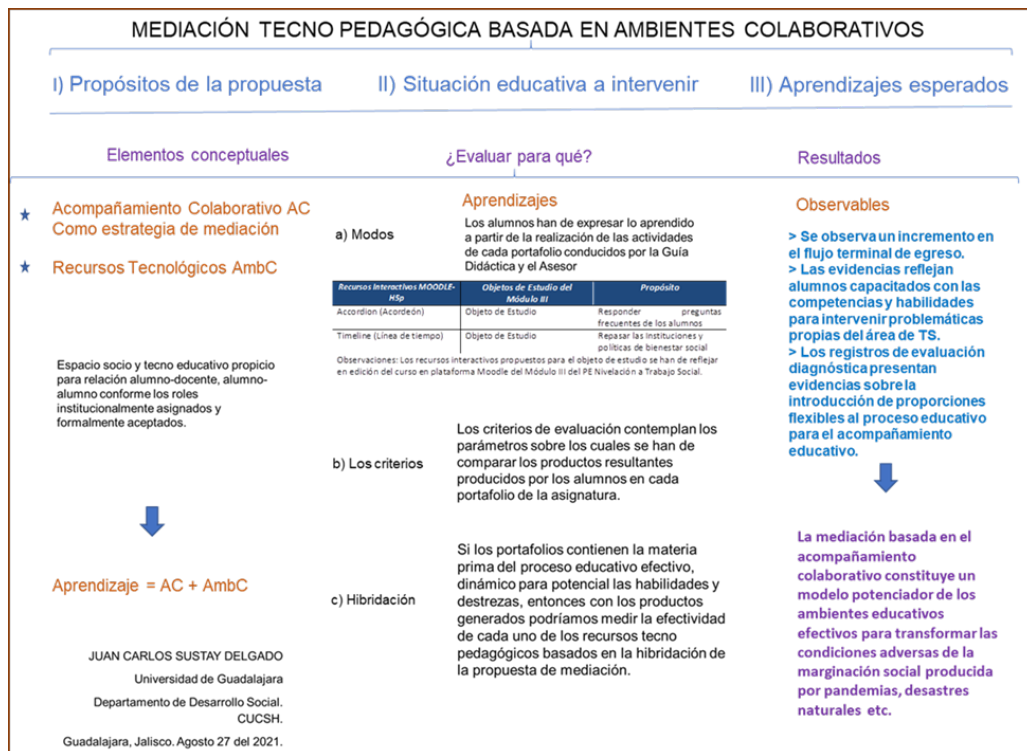 MEDIACIÓN TECNO PEDAGÓGICA BASADA EN AMBIENTES COLABORATIVOS
I) Propósitos de la propuesta
II) Situación educativa a intervenir
III) Aprendizajes esperados
Elementos conceptuales
¿Evaluar para qué?
Resultados
Acompañamiento Colaborativo AC
Como estrategia de mediación
Recursos Tecnológicos AmbC
Espacio socio y tecno educativo propicio
para relación alumno-docente, alumno-
alumno conforme los roles
institucionalmente asignados y
formalmente aceptados.
Aprendizaje = AC + AmbC
JUAN CARLOS SUSTAY DELGADO
Universidad de Guadalajara
Departamento de Desarrollo Social.
CUCSH.
Guadalajara, Jalisco. Agosto 27 del 2021.
Aprendizajes
a) Modos
Los alumnos han de expresar lo aprendido
a partir de la realización de las actividades
de cada portafolio conducidos por la Guía
Didáctica y el Asesor
Recursos Interactivos MOODLE-
H5p
Objetos de Estudio del
Módulo III
Propósito
Accordion (Acordeón)
Objeto de Estudio
Responder preguntas
frecuentes de los alumnos
Timeline (Línea de tiempo)
Objeto de Estudio
Repasar las Instituciones y
políticas de bienestar social
Observaciones: Los recursos interactivos propuestos para el objeto de estudio se han de reflejar
en edición del curso en plataforma Moodle del Módulo III del PE Nivelación a Trabajo Social.
b) Los criterios
Los criterios de evaluación contemplan los
parámetros sobre los cuales se han de
comparar los productos resultantes
producidos por los alumnos en cada
portafolio de la asignatura.
c) Hibridación
Si los portafolios contienen la materia
prima del proceso educativo efectivo,
dinámico para potencial las habilidades y
destrezas, entonces con los productos
generados podríamos medir la efectividad
de cada uno de los recursos tecno
pedagógicos basados en la hibridación de
la propuesta de mediación.
Observables
> Se observa un incremento en
el flujo terminal de egreso.
> Las evidencias reflejan
alumnos capacitados con las
competencias y habilidades
para intervenir problemáticas
propias del área de TS.
> Los registros de evaluación
diagnóstica presentan
evidencias sobre la
introducción de proporciones
flexibles al proceso educativo
para el acompañamiento
educativo.
La mediación basada en el
acompañamiento
colaborativo constituye un
modelo potenciador de los
ambientes educativos
efectivos para transformar las
condiciones adversas de la
marginación social producida
por pandemias, desastres
naturales etc.